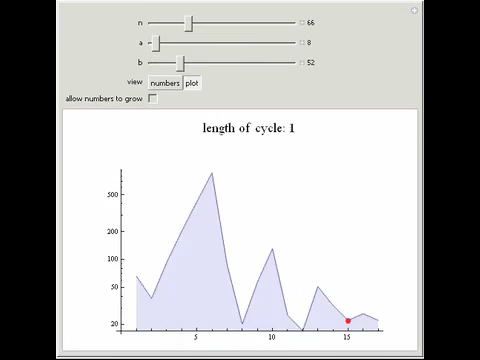 n 66
a 8
b 52
view numbers plot
allow numbers to grow
length of cycle: 1
500
200
100
50
20
5 10 15